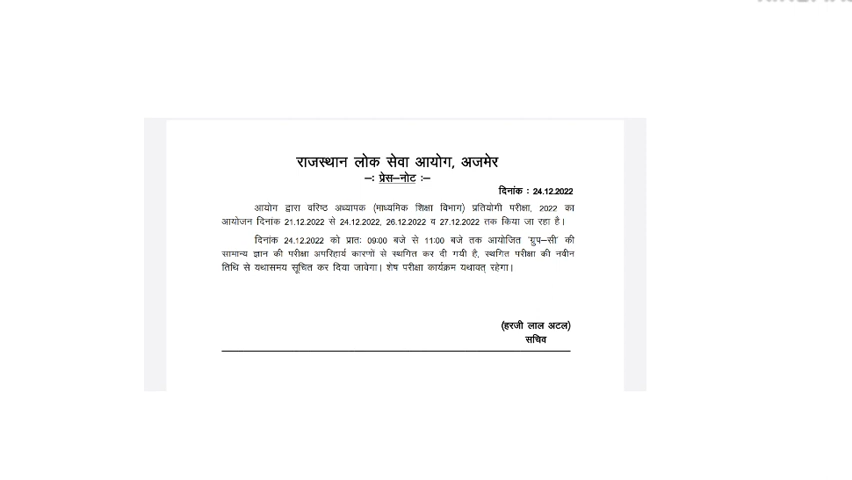 राजस्थान लोक सेवा आयोग, अजमेर
—: प्रेस—नोट :—
दिनांक : 24.12.2022
आयोग द्वारा वरिष्ठ अध्यापक (माध्यमिक शिक्षा विभाग) प्रतियोगी परीक्षा, 2022 का
आयोजन दिनांक 21.12.2022 से 24.12.2022, 26.12.2022 व 27.12.2022 तक किया जा रहा है।
दिनांक 24.12.2022 को प्रातः 09:00 बजे से 11:00 बजे तक आयोजित 'ग्रुप—सी' की
सामान्य ज्ञान की परीक्षा अपरिहार्य कारणों से स्थगित कर दी गयी है, स्थगित परीक्षा की नवीन
तिथि से यथासमय सूचित कर दिया जावेगा। शेष परीक्षा कार्यक्रम यथावत् रहेगा।
(हरजी लाल अटल)
सचिव